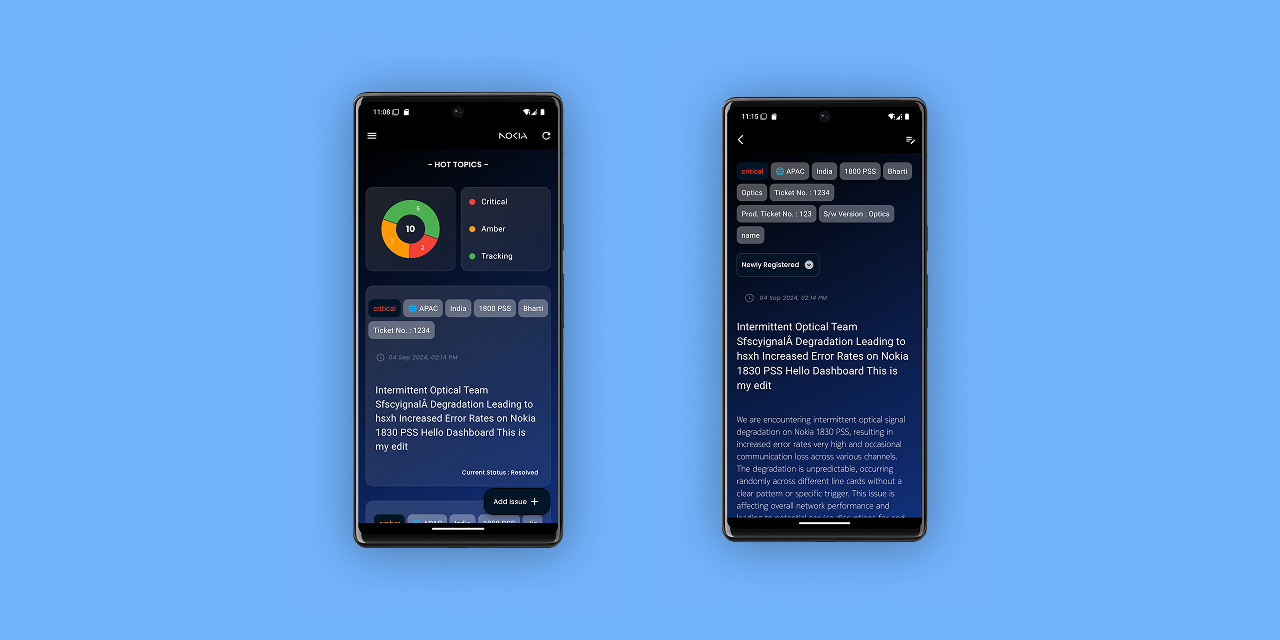 11:08
NOKIA
~ HOT TOPICS ~
5
10
3
2
Critical
Amber
Tracking
critical APAC India 1800 PSS Bharti
Ticket No. : 1234
04 Sep 2024, 02:14 PM
Intermittent Optical Team
SfscyignalÂ Degradation Leading to
hsxh Increased Error Rates on Nokia
1830 PSS Hello Dashboard This is
my edit
Current Status : Resolved
Add Issue +
amber APAC India 1800 PSS
11:15
critical APAC India 1800 PSS Bharti
Optics Ticket No. : 1234
Prod. Ticket No. : 123 S/w Version : Optics
name
Newly Registered
04 Sep 2024, 02:14 PM
Intermittent Optical Team
SfscyignalÂ Degradation Leading to
hsxh Increased Error Rates on Nokia
1830 PSS Hello Dashboard This is
my edit
We are encountering intermittent optical signal
degradation on Nokia 1830 PSS, resulting in
increased error rates very high and occasional
communication loss across various channels.
The degradation is unpredictable, occurring
randomly across different line cards without a
clear pattern or specific trigger. This issue is
affecting overall network performance and
leading to potential service disruptions for end